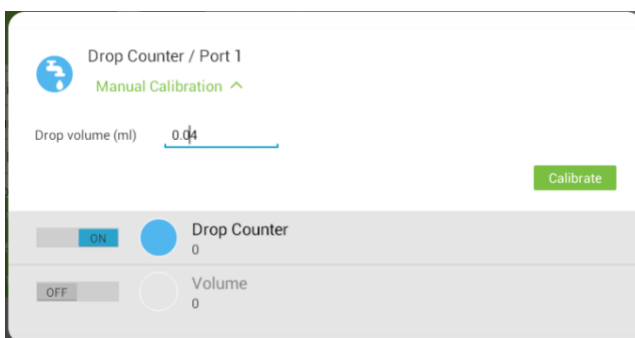 Drop Counter / Port 1
Manual Calibration
Drop volume (ml) 0.04
Calibrate
ON Drop Counter
0
OFF Volume
0